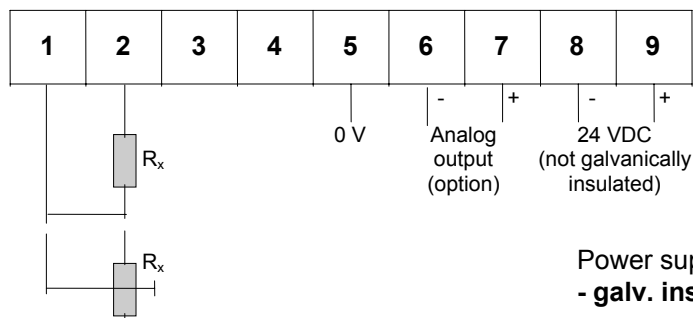 1 2 3 4 5 6 7 8 9
- + - +
0 V Analog 24 VDC
output (not galvanically
(option) insulated)
Rx
Rx
Power sup
- galv. ins